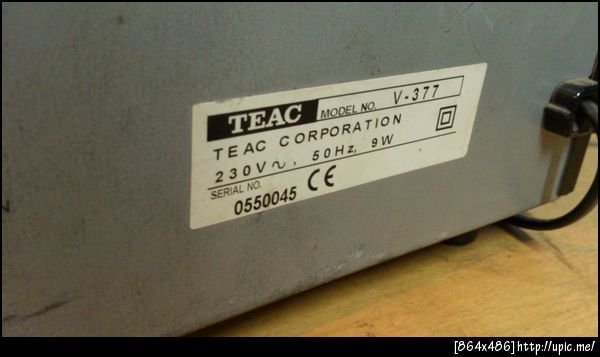 TEAC MODEL NO. V-377
TEAC CORPORATION
230V~, 50Hz, 9W
SERIAL NO.
0550045 CE
[864x486]http://upic.me/